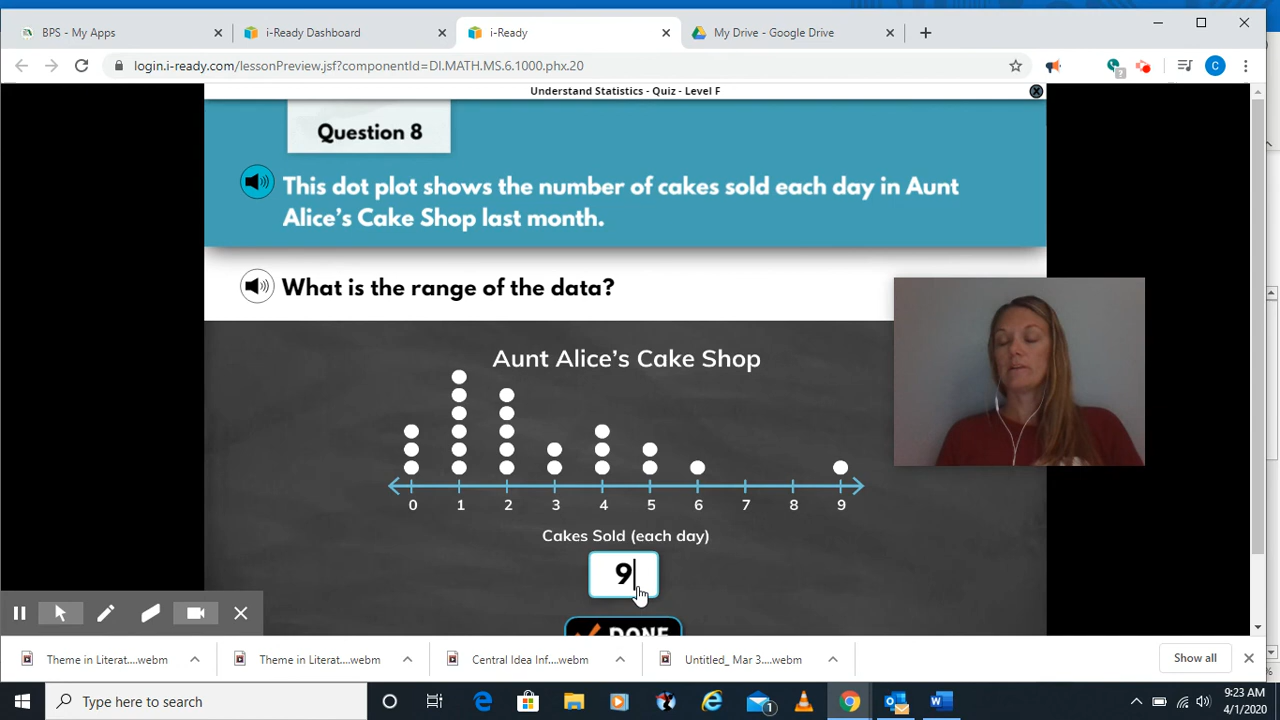 BPS - My Apps
i-Ready Dashboard
i-Ready
My Drive - Google Drive
login.i-ready.com/lessonPreview.jsf?componentId=DI.MATH.MS.6.1000.phx.20
C
Understand Statistics - Quiz - Level F
Question 8
This dot plot shows the number of cakes sold each day in Aunt
Alice's Cake Shop last month.
What is the range of the data?
Aunt Alice's Cake Shop
0 1 2 3 4 5 6 7 8 9
Cakes Sold (each day)
9
DONE
Theme in Literat....webm
Theme in Literat....webm
Central Idea Inf....webm
Untitled_ Mar 3....webm
Show all
Type here to search
1
9:23 AM
4/1/2020